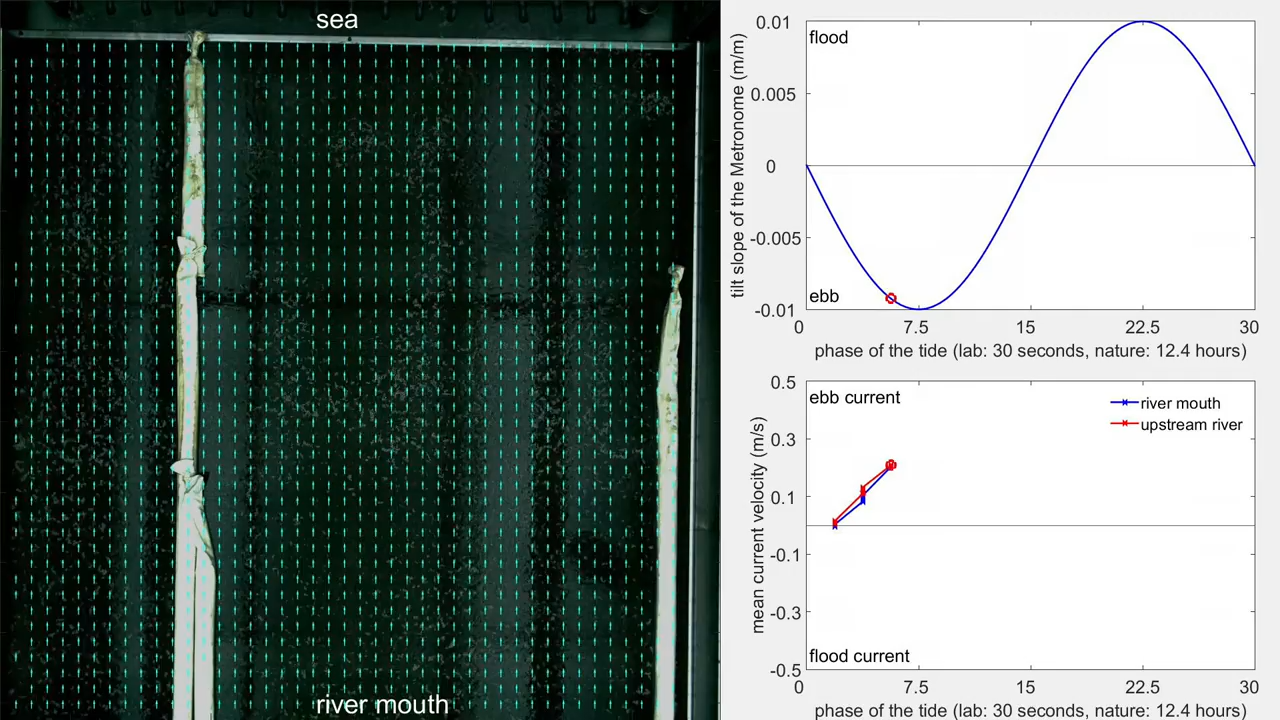 sea
river mouth
tilt slope of the Metronome (m/m)
0.01
0.005
0
-0.005
-0.01
flood
ebb
0 7.5 15 22.5 30
phase of the tide (lab: 30 seconds, nature: 12.4 hours)
mean current velocity (m/s)
0.5
0.3
0.1
-0.1
-0.3
-0.5
ebb current
river mouth
upstream river
flood current
0 7.5 15 22.5 30
phase of the tide (lab: 30 seconds, nature: 12.4 hours)